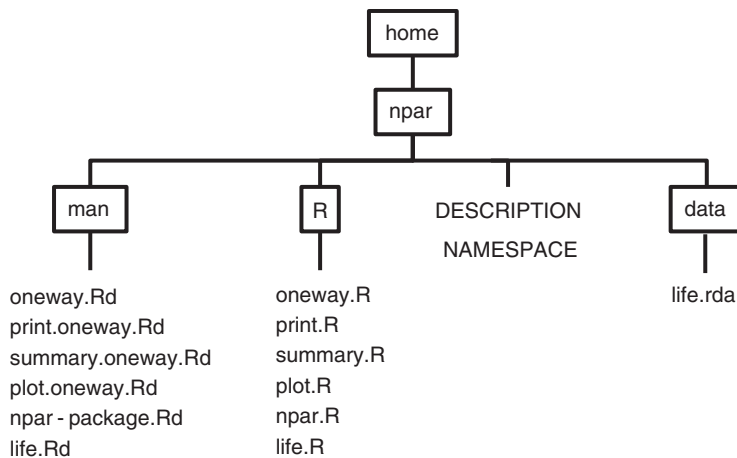 home
npar
man
R
DESCRIPTION
NAMESPACE
data
oneway.Rd
print.oneway.Rd
summary.oneway.Rd
plot.oneway.Rd
npar - package.Rd
life.Rd
oneway.R
print.R
summary.R
plot.R
npar.R
life.R
life.rda